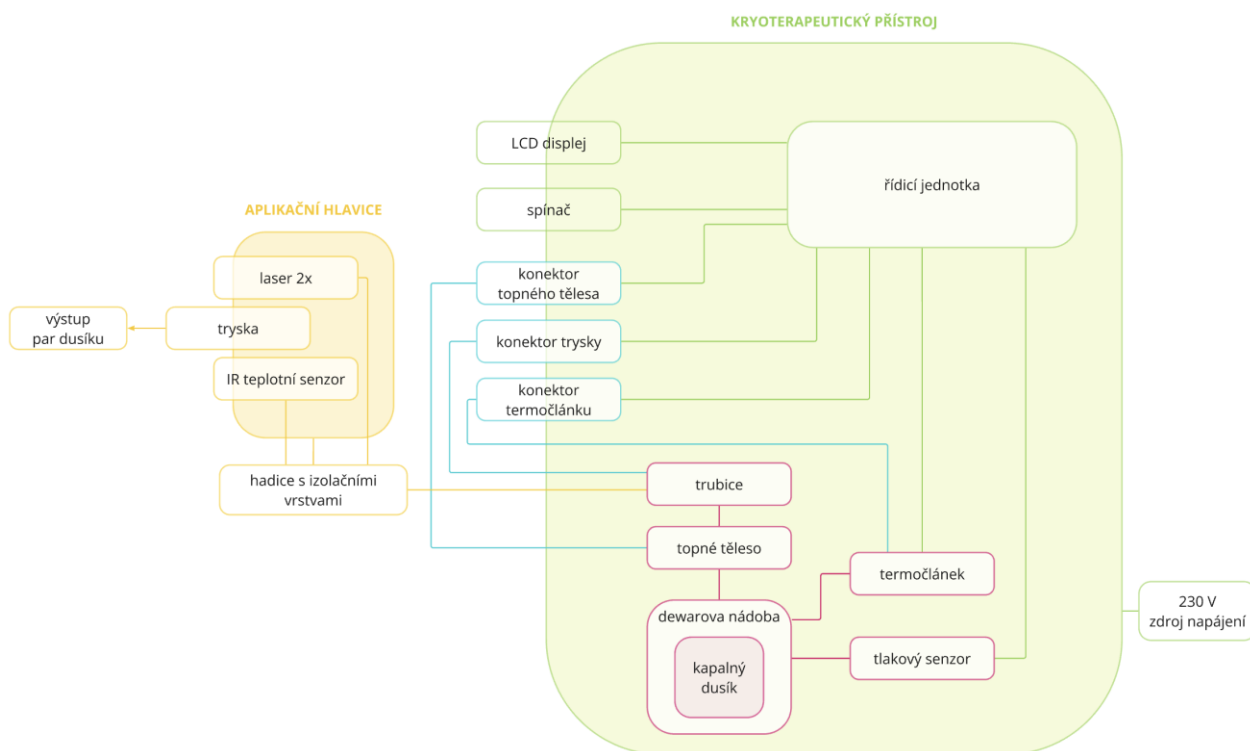 KRYOTERAPEUTICKÝ PŘÍSTROJ
LCD displej
řídicí jednotka
spínač
APLIKAČNÍ HLAVICE
laser 2x
konektor
topného tělesa
výstup
par dusíku
tryska
konektor trysky
IR teplotní senzor
konektor
termočlánku
hadice s izolačními
vrstvami
trubice
topné těleso
termočlánek
dewarova nádoba
230 V
zdroj napájení
tlakový senzor
kapalný
dusík